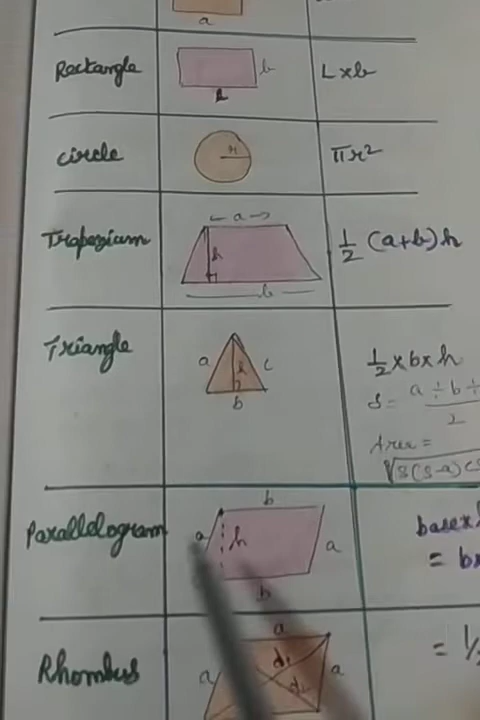 a
Rectangle
b
l
L x b
circle
r
πr²
Trapezium
a
h
b
1/2 (a+b) h
Triangle
a
h
c
b
1/2 x b x h
S = a ÷ b ÷
2
Area =
√S(S-a)(S
Parallelogram
b
a
h
a
b
base x
= b x
Rhombus
a
a
d₁
d₂
a
= 1/